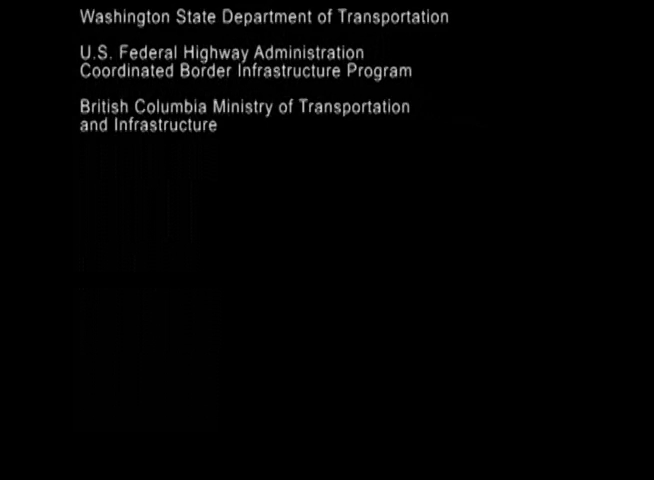 Washington State Department of Transportation
U.S. Federal Highway Administration
Coordinated Border Infrastructure Program
British Columbia Ministry of Transportation
and Infrastructure